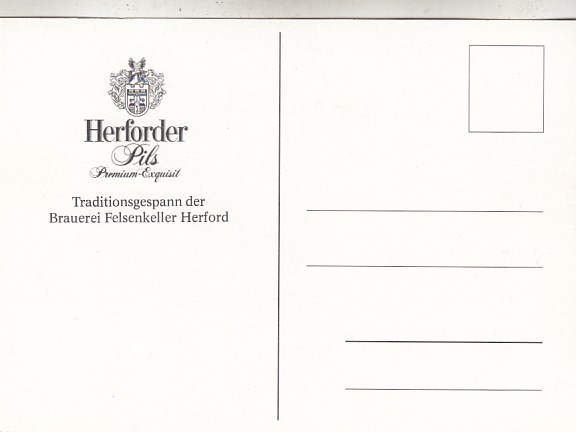 Herforder
Pils
Premium-Exquisit
Traditionsgespann der
Brauerei Felsenkeller Herford